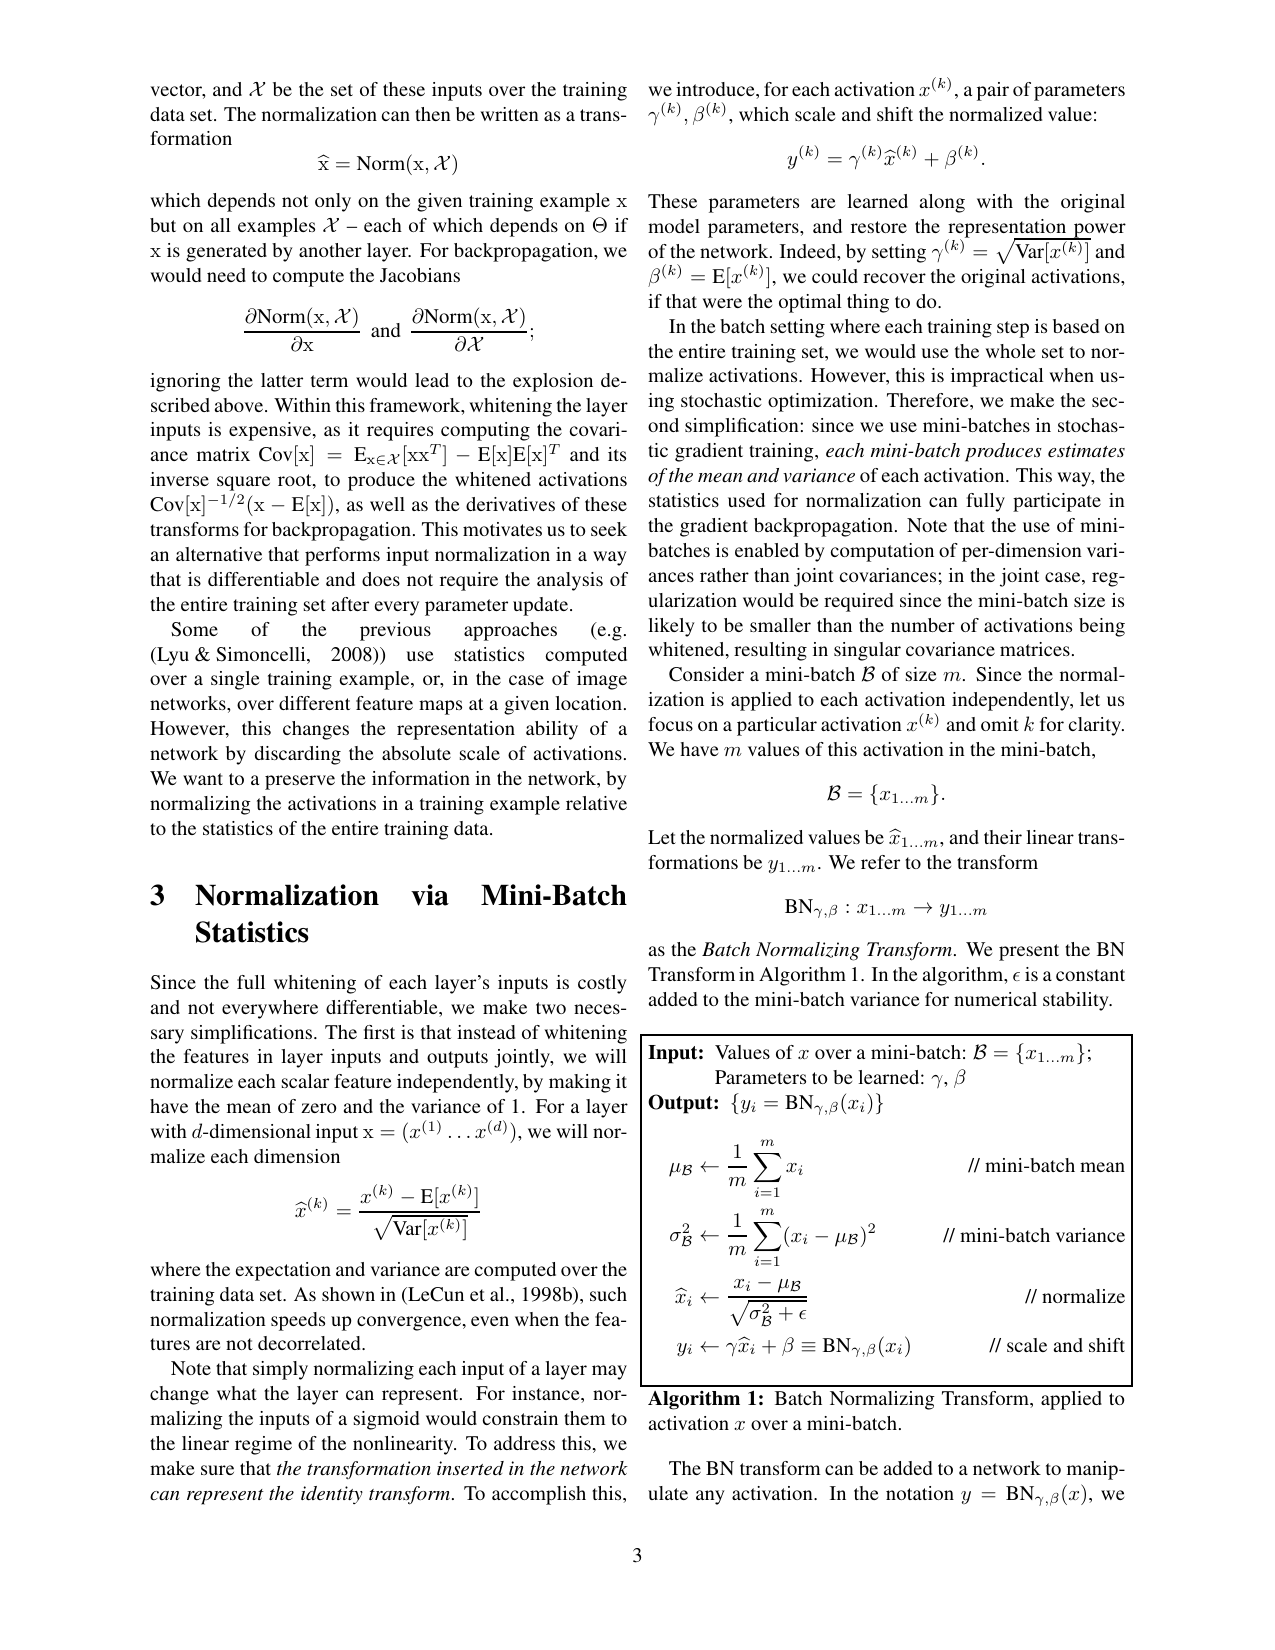 vector, and 𝒳 be the set of these inputs over the training
data set. The normalization can then be written as a trans-
formation
x̂ = Norm(x, 𝒳)
which depends not only on the given training example x
but on all examples 𝒳 – each of which depends on Θ if
x is generated by another layer. For backpropagation, we
would need to compute the Jacobians
∂Norm(x, 𝒳)/∂x and ∂Norm(x, 𝒳)/∂𝒳;
ignoring the latter term would lead to the explosion de-
scribed above. Within this framework, whitening the layer
inputs is expensive, as it requires computing the covari-
ance matrix Cov[x] = E_{x∈𝒳}[xx^T] − E[x]E[x]^T and its
inverse square root, to produce the whitened activations
Cov[x]^{−1/2}(x − E[x]), as well as the derivatives of these
transforms for backpropagation. This motivates us to seek
an alternative that performs input normalization in a way
that is differentiable and does not require the analysis of
the entire training set after every parameter update.
Some of the previous approaches (e.g.
(Lyu & Simoncelli, 2008)) use statistics computed
over a single training example, or, in the case of image
networks, over different feature maps at a given location.
However, this changes the representation ability of a
network by discarding the absolute scale of activations.
We want to a preserve the information in the network, by
normalizing the activations in a training example relative
to the statistics of the entire training data.
3 Normalization via Mini-Batch
Statistics
Since the full whitening of each layer's inputs is costly
and not everywhere differentiable, we make two neces-
sary simplifications. The first is that instead of whitening
the features in layer inputs and outputs jointly, we will
normalize each scalar feature independently, by making it
have the mean of zero and the variance of 1. For a layer
with d-dimensional input x = (x^{(1)} . . . x^{(d)}), we will nor-
malize each dimension
x̂^{(k)} = (x^{(k)} − E[x^{(k)}]) / √Var[x^{(k)}]
where the expectation and variance are computed over the
training data set. As shown in (LeCun et al., 1998b), such
normalization speeds up convergence, even when the fea-
tures are not decorrelated.
Note that simply normalizing each input of a layer may
change what the layer can represent. For instance, nor-
malizing the inputs of a sigmoid would constrain them to
the linear regime of the nonlinearity. To address this, we
make sure that the transformation inserted in the network
can represent the identity transform. To accomplish this,
we introduce, for each activation x^{(k)}, a pair of parameters
γ^{(k)}, β^{(k)}, which scale and shift the normalized value:
y^{(k)} = γ^{(k)}x̂^{(k)} + β^{(k)}.
These parameters are learned along with the original
model parameters, and restore the representation power
of the network. Indeed, by setting γ^{(k)} = √Var[x^{(k)}] and
β^{(k)} = E[x^{(k)}], we could recover the original activations,
if that were the optimal thing to do.
In the batch setting where each training step is based on
the entire training set, we would use the whole set to nor-
malize activations. However, this is impractical when us-
ing stochastic optimization. Therefore, we make the sec-
ond simplification: since we use mini-batches in stochas-
tic gradient training, each mini-batch produces estimates
of the mean and variance of each activation. This way, the
statistics used for normalization can fully participate in
the gradient backpropagation. Note that the use of mini-
batches is enabled by computation of per-dimension vari-
ances rather than joint covariances; in the joint case, reg-
ularization would be required since the mini-batch size is
likely to be smaller than the number of activations being
whitened, resulting in singular covariance matrices.
Consider a mini-batch ℬ of size m. Since the normal-
ization is applied to each activation independently, let us
focus on a particular activation x^{(k)} and omit k for clarity.
We have m values of this activation in the mini-batch,
ℬ = {x_{1...m}}.
Let the normalized values be x̂_{1...m}, and their linear trans-
formations be y_{1...m}. We refer to the transform
BN_{γ,β} : x_{1...m} → y_{1...m}
as the Batch Normalizing Transform. We present the BN
Transform in Algorithm 1. In the algorithm, ϵ is a constant
added to the mini-batch variance for numerical stability.
Input: Values of x over a mini-batch: ℬ = {x_{1...m}};
Parameters to be learned: γ, β
Output: {y_i = BN_{γ,β}(x_i)}
μ_ℬ ← 1/m ∑_{i=1}^{m} x_i // mini-batch mean
σ_ℬ^2 ← 1/m ∑_{i=1}^{m} (x_i − μ_ℬ)^2 // mini-batch variance
x̂_i ← (x_i − μ_ℬ) / √(σ_ℬ^2 + ϵ) // normalize
y_i ← γx̂_i + β ≡ BN_{γ,β}(x_i) // scale and shift
Algorithm 1: Batch Normalizing Transform, applied to
activation x over a mini-batch.
The BN transform can be added to a network to manip-
ulate any activation. In the notation y = BN_{γ,β}(x), we
3